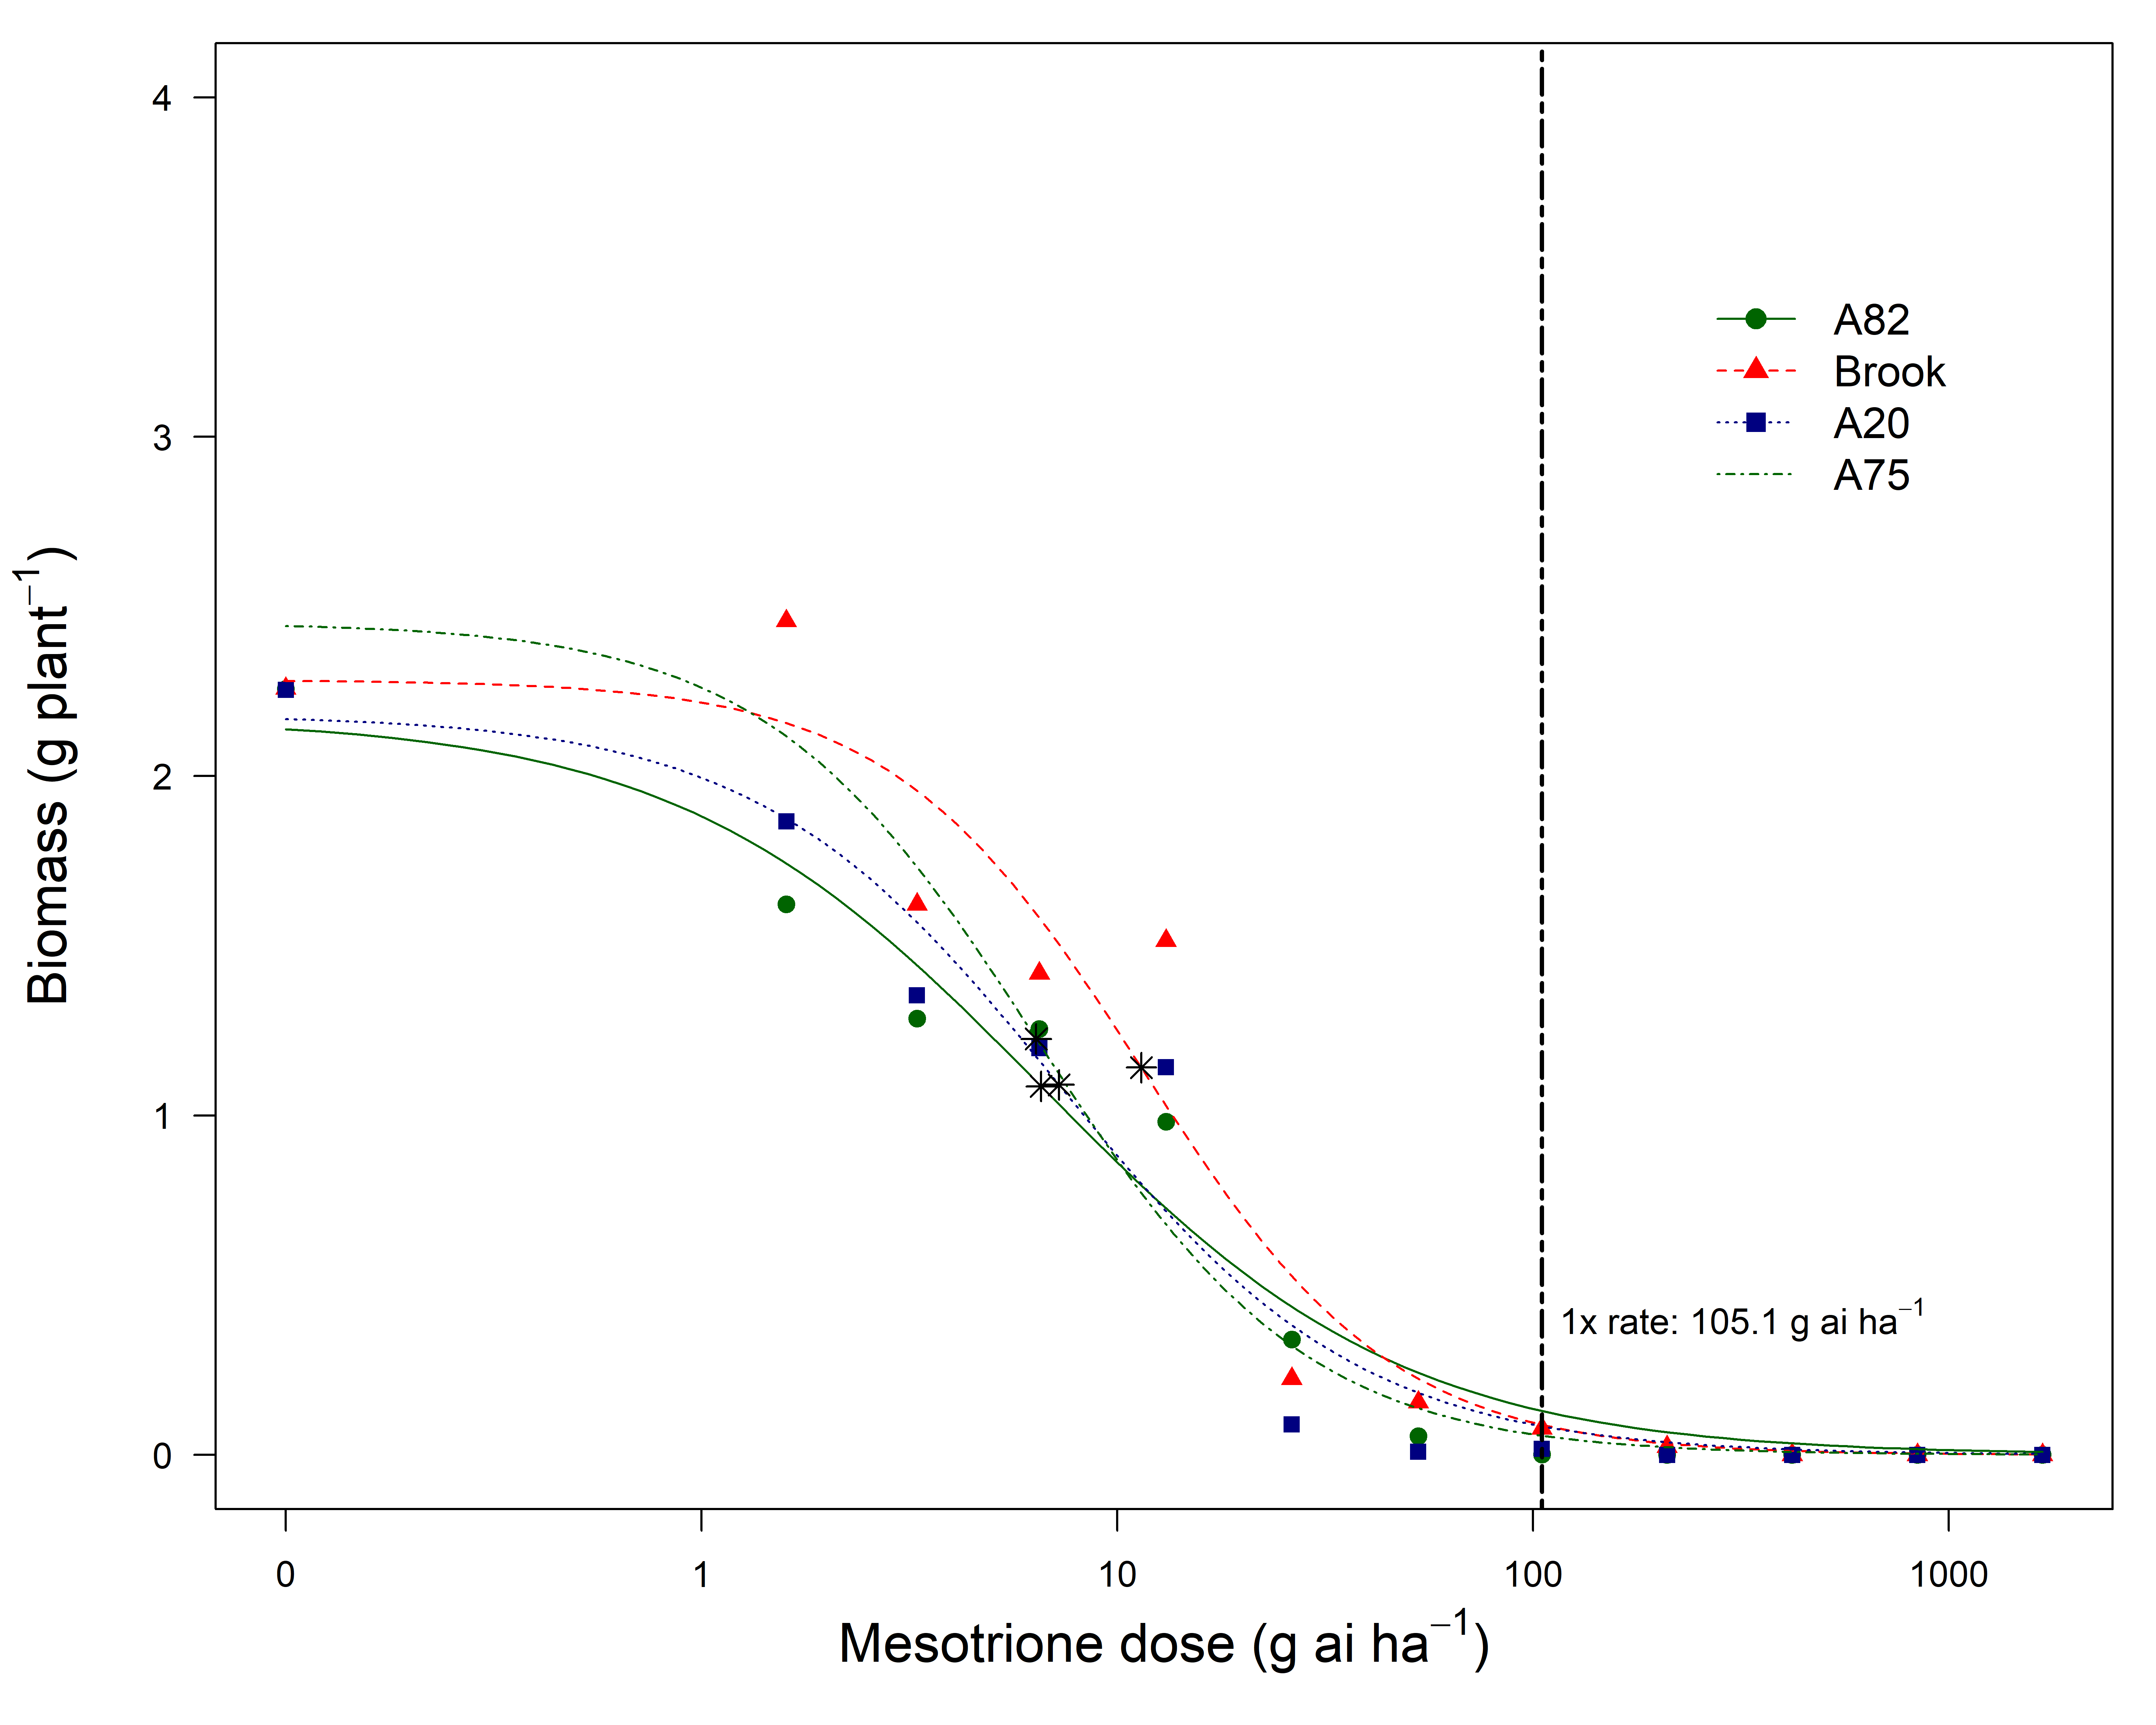 4
3
2
1
0
Biomass (g plant⁻¹)
A82
Brook
A20
A75
1x rate: 105.1 g ai ha⁻¹
0 1 10 100 1000
Mesotrione dose (g ai ha⁻¹)